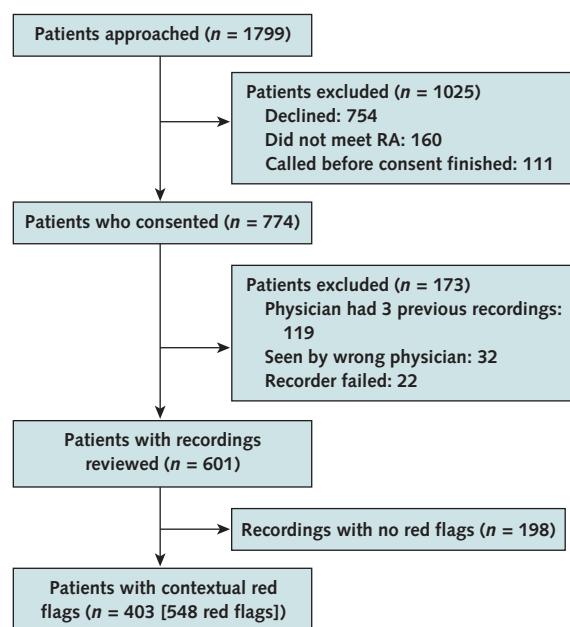 Patients approached (n = 1799)
Patients excluded (n = 1025)
Declined: 754
Did not meet RA: 160
Called before consent finished: 111
Patients who consented (n = 774)
Patients excluded (n = 173)
Physician had 3 previous recordings:
119
Seen by wrong physician: 32
Recorder failed: 22
Patients with recordings
reviewed (n = 601)
Recordings with no red flags (n = 198)
Patients with contextual red
flags (n = 403 [548 red flags])